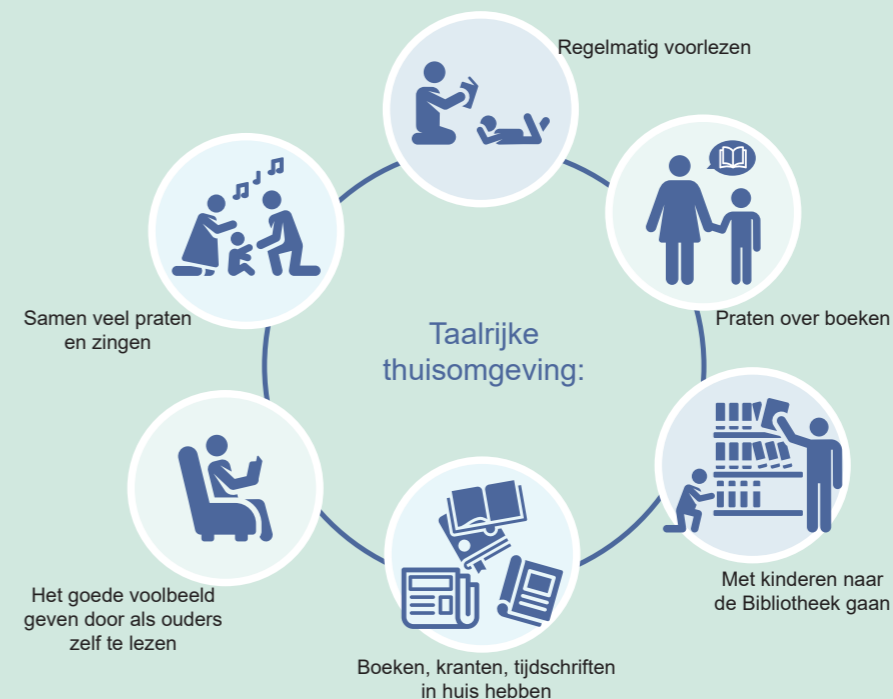 Taalrijke
thuisomgeving:
Regelmatig voorlezen
Praten over boeken
Met kinderen naar
de Bibliotheek gaan
Boeken, kranten, tijdschriften
in huis hebben
Het goede voolbeeld
geven door als ouders
zelf te lezen
Samen veel praten
en zingen